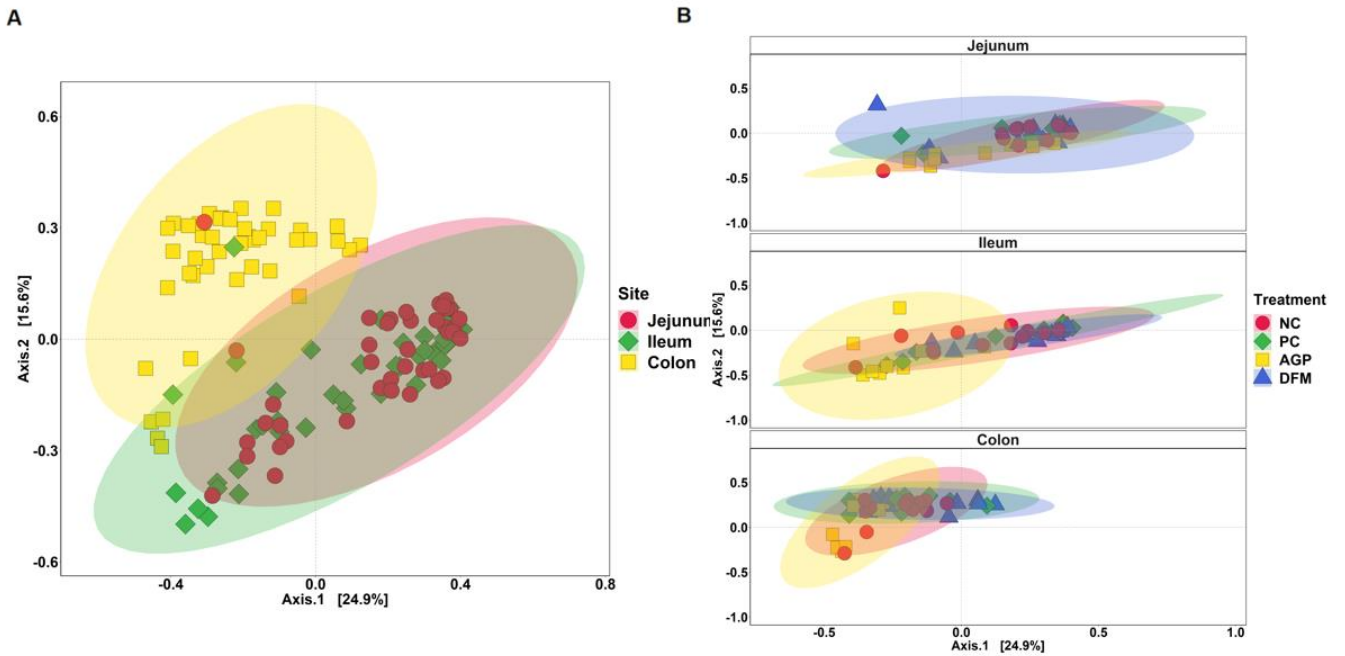 A
0.6
0.3
0.0
-0.3
-0.6
Axis.2 [15.6%]
-0.4 0.0 0.4 0.8
Axis.1 [24.9%]
Site
Jejunum
Ileum
Colon
B
Jejunum
0.5
0.0
-0.5
-1.0
Ileum
0.5
0.0
-0.5
-1.0
Axis.2 [15.6%]
Colon
0.5
0.0
-0.5
-1.0
-0.5 0.0 0.5 1.0
Axis.1 [24.9%]
Treatment
NC
PC
AGP
DFM